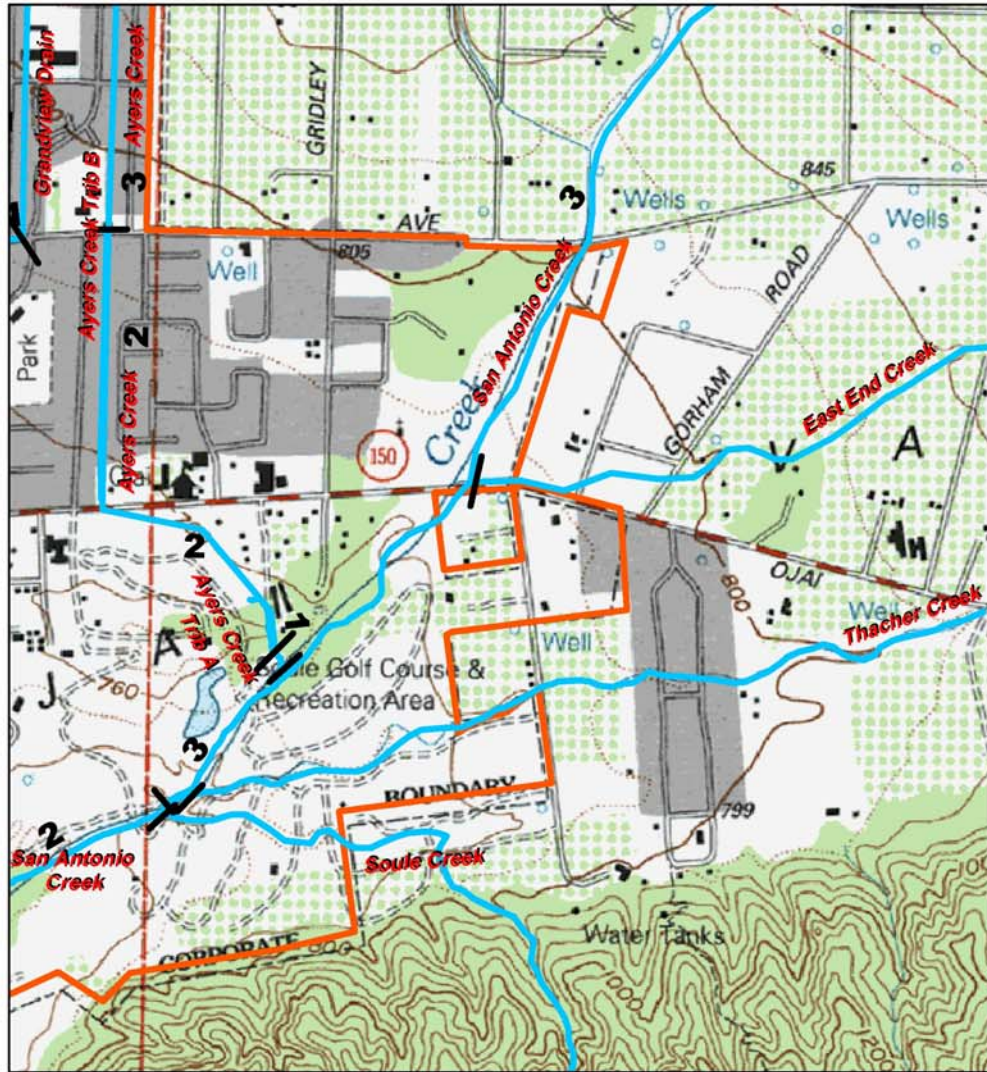 Grandview Drain
Ayers Creek
Trib B
Ayers Creek
3
GRIDLEY
3
Wells
845
Wells
AVE
805
Well
San Antonio Creek
ROAD
GORHAM
East End Creek
Park
2
Ayers Creek
150
Creek
V.
A
2
Ayers Creek
Trib A
1
OJAI
800
Well
Thacher Creek
A
J
760
Golf Course &
Recreation Area
Well
3
BOUNDARY
799
2
San Antonio
Creek
Soule Creek
CORPORATE
800
Water Tanks
1000